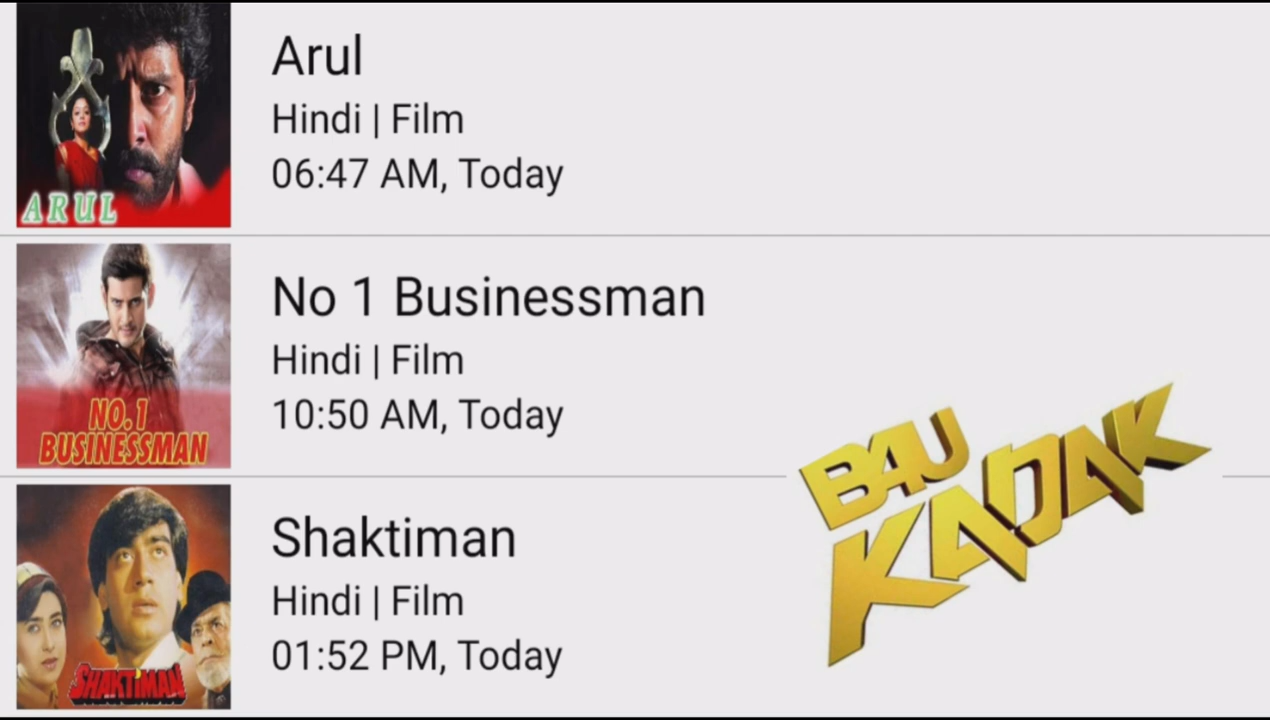 ARUL
Arul
Hindi | Film
06:47 AM, Today
NO.1
BUSINESSMAN
No 1 Businessman
Hindi | Film
10:50 AM, Today
SHAKTIMAN
Shaktiman
Hindi | Film
01:52 PM, Today
B4U
KADAK